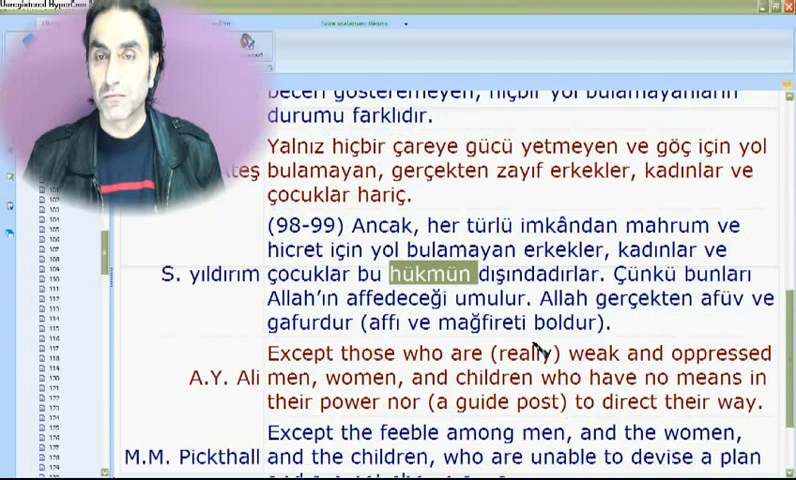 beceri gösteremeyen, hiçbir yol bulamayanların
durumu farklıdır.
Yalnız hiçbir çareye gücü yetmeyen ve göç için yol
Ateş bulamayan, gerçekten zayıf erkekler, kadınlar ve
çocuklar hariç.
(98-99) Ancak, her türlü imkândan mahrum ve
hicret için yol bulamayan erkekler, kadınlar ve
S. yıldırım çocuklar bu hükmün dışındadırlar. Çünkü bunları
Allah’ın affedeceği umulur. Allah gerçekten afüv ve
gafurdur (affı ve mağfireti boldur).
Except those who are (really) weak and oppressed
A.Y. Ali men, women, and children who have no means in
their power nor (a guide post) to direct their way.
Except the feeble among men, and the women,
M.M. Pickthall and the children, who are unable to devise a plan